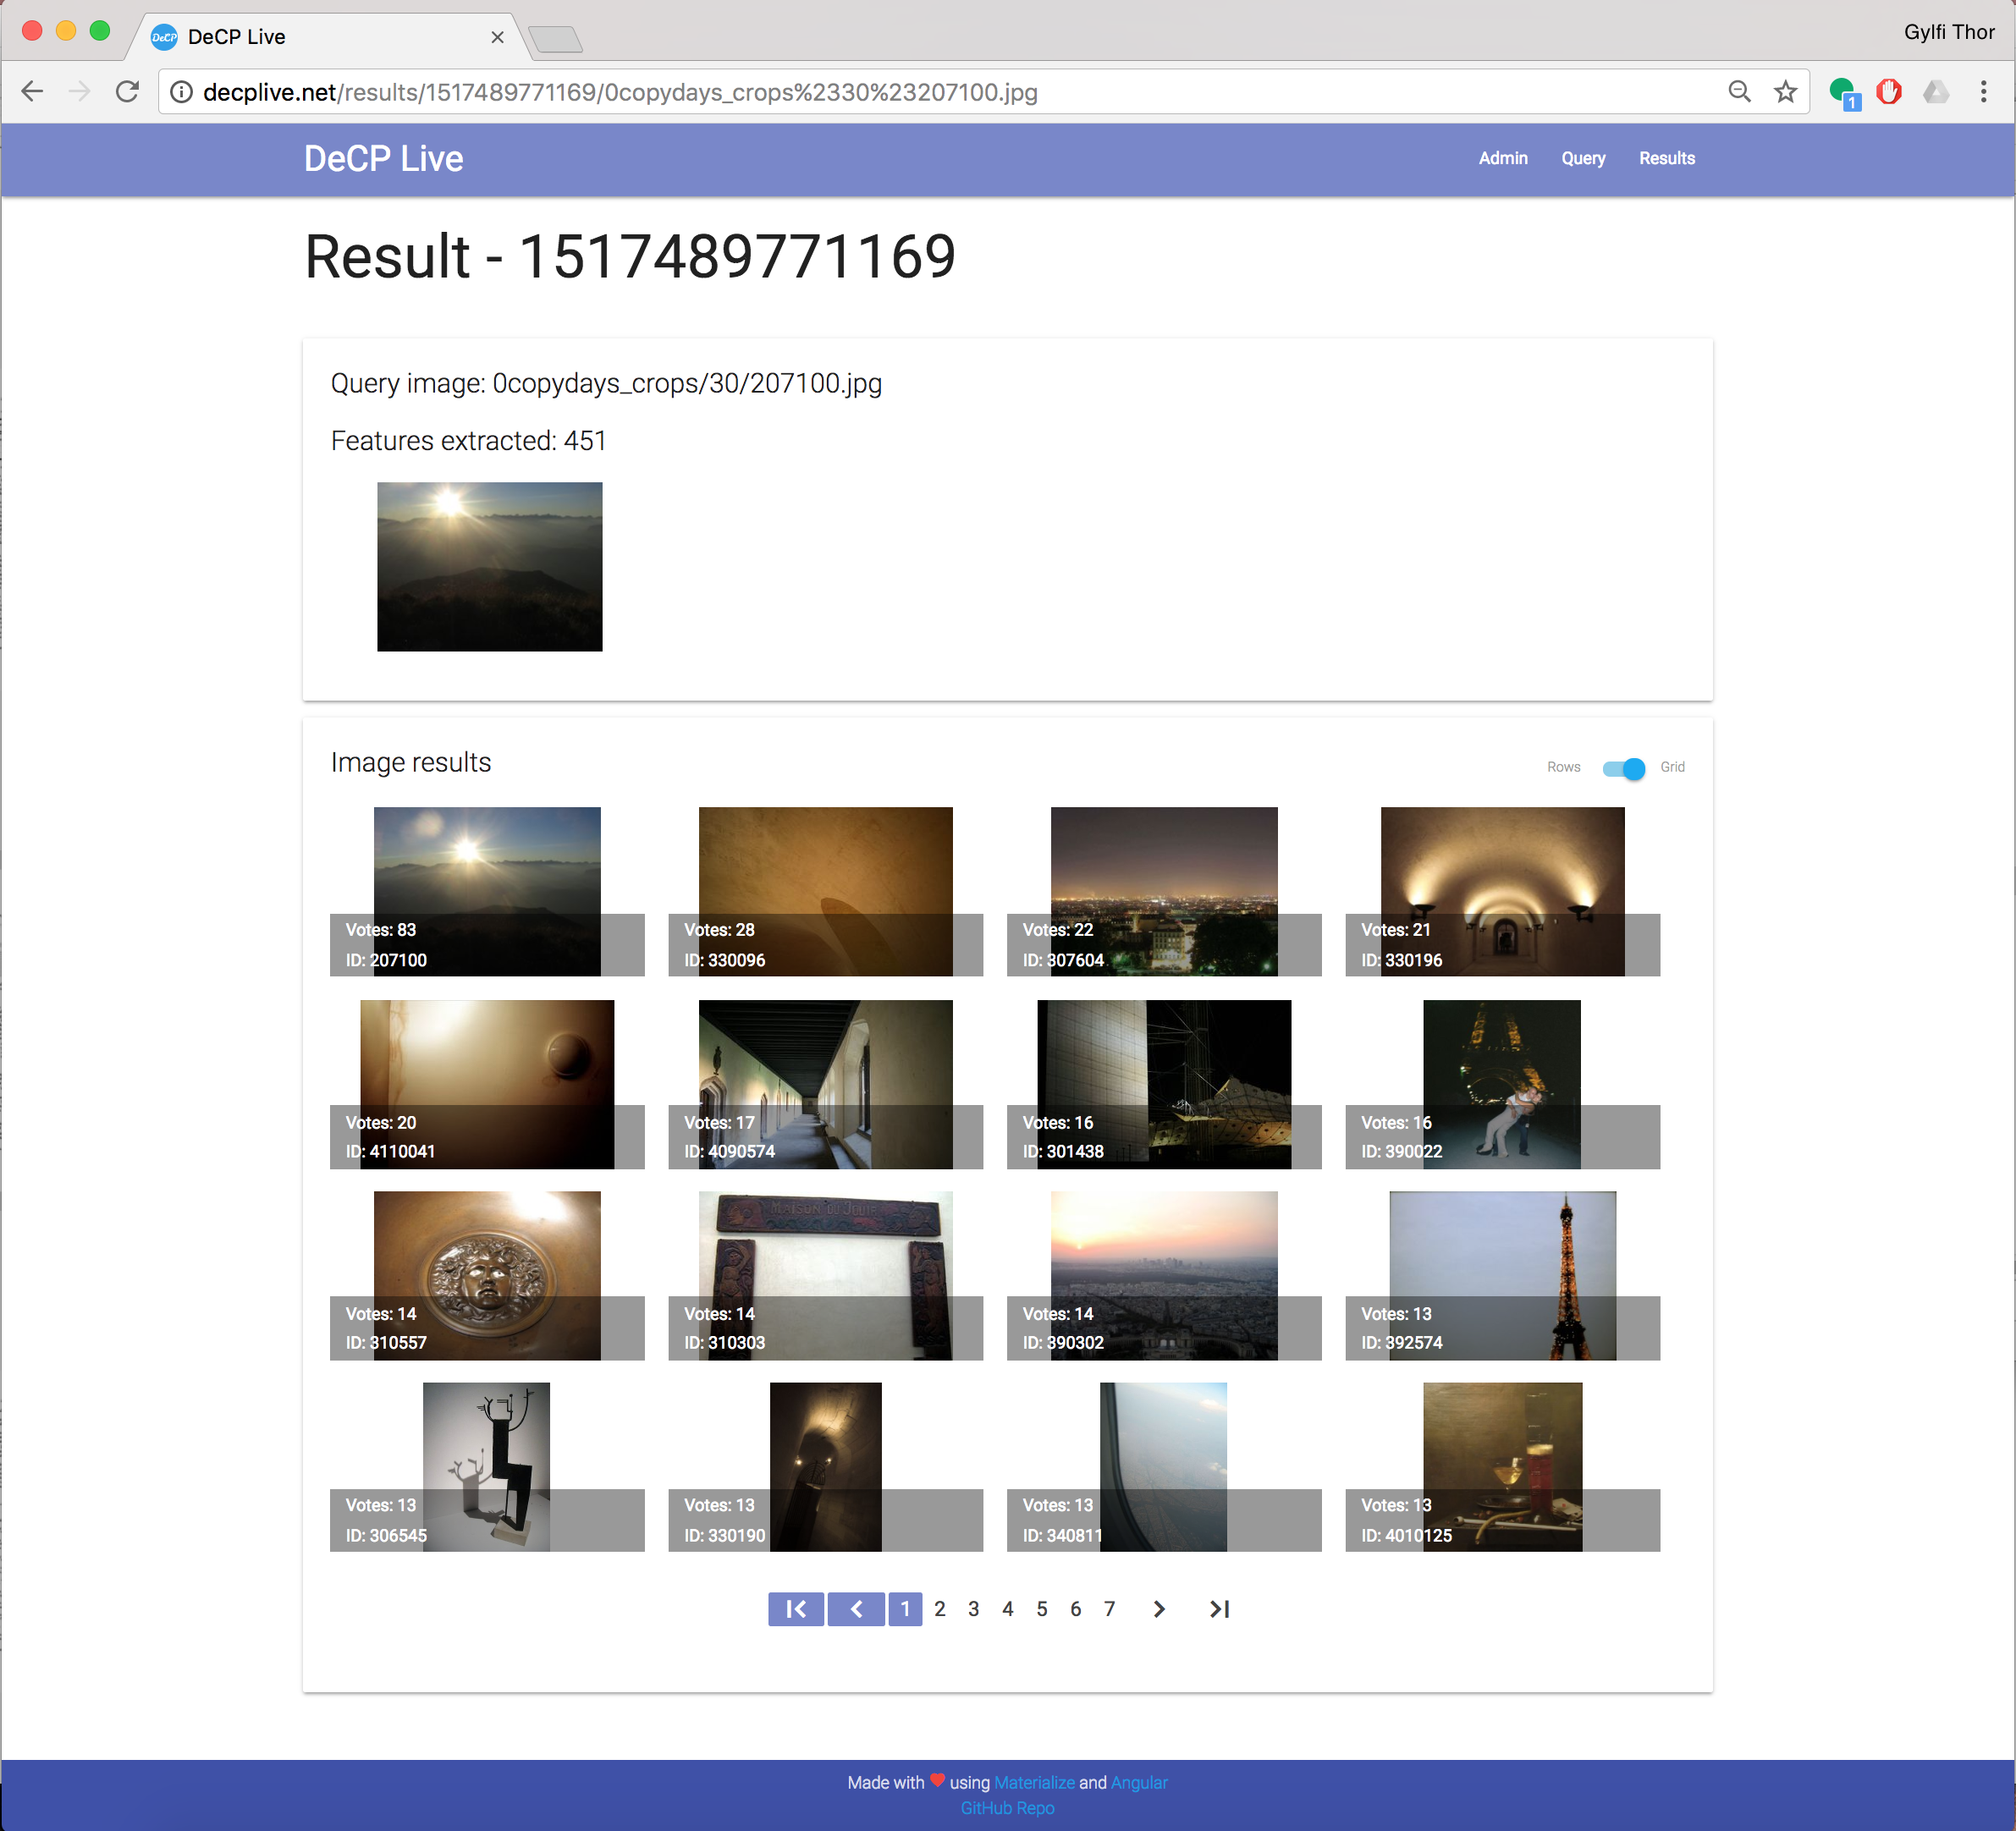 DeCP Live
Gylfi Thor
decplive.net/results/1517489771169/0copydays_crops%2330%23207100.jpg
1
DeCP Live
Admin Query Results
Result - 1517489771169
Query image: 0copydays_crops/30/207100.jpg
Features extracted: 451
Image results
Rows Grid
Votes: 83
ID: 207100
Votes: 28
ID: 330096
Votes: 22
ID: 307604
Votes: 21
ID: 330196
Votes: 20
ID: 4110041
Votes: 17
ID: 4090574
Votes: 16
ID: 301438
Votes: 16
ID: 390022
Votes: 14
ID: 310557
MAISON DU JOUIR
Votes: 14
ID: 310303
Votes: 14
ID: 390302
Votes: 13
ID: 392574
Votes: 13
ID: 306545
Votes: 13
ID: 330190
Votes: 13
ID: 340811
Votes: 13
ID: 4010125
1 2 3 4 5 6 7
Made with ❤ using Materialize and Angular
GitHub Repo